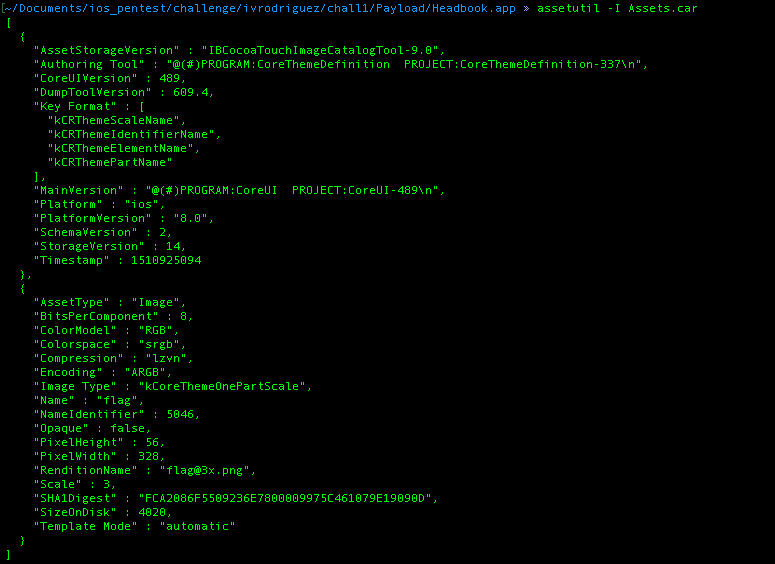 [~/Documents/ios_pentest/challenge/ivrodriguez/chall1/Payload/Headbook.app » assetutil -I Assets.car
[
  {
    "AssetStorageVersion" : "IBCocoaTouchImageCatalogTool-9.0",
    "Authoring Tool" : "@(#)PROGRAM:CoreThemeDefinition  PROJECT:CoreThemeDefinition-337\n",
    "CoreUIVersion" : 489,
    "DumpToolVersion" : 609.4,
    "Key Format" : [
      "kCRThemeScaleName",
      "kCRThemeIdentifierName",
      "kCRThemeElementName",
      "kCRThemePartName"
    ],
    "MainVersion" : "@(#)PROGRAM:CoreUI  PROJECT:CoreUI-489\n",
    "Platform" : "ios",
    "PlatformVersion" : "8.0",
    "SchemaVersion" : 2,
    "StorageVersion" : 14,
    "Timestamp" : 1510925094
  },
  {
    "AssetType" : "Image",
    "BitsPerComponent" : 8,
    "ColorModel" : "RGB",
    "Colorspace" : "srgb",
    "Compression" : "lzvn",
    "Encoding" : "ARGB",
    "Image Type" : "kCoreThemeOnePartScale",
    "Name" : "flag",
    "NameIdentifier" : 5046,
    "Opaque" : false,
    "PixelHeight" : 56,
    "PixelWidth" : 328,
    "RenditionName" : "flag@3x.png",
    "Scale" : 3,
    "SHA1Digest" : "FCA2086F5509236E7800009975C461079E19090D",
    "SizeOnDisk" : 4020,
    "Template Mode" : "automatic"
  }
]